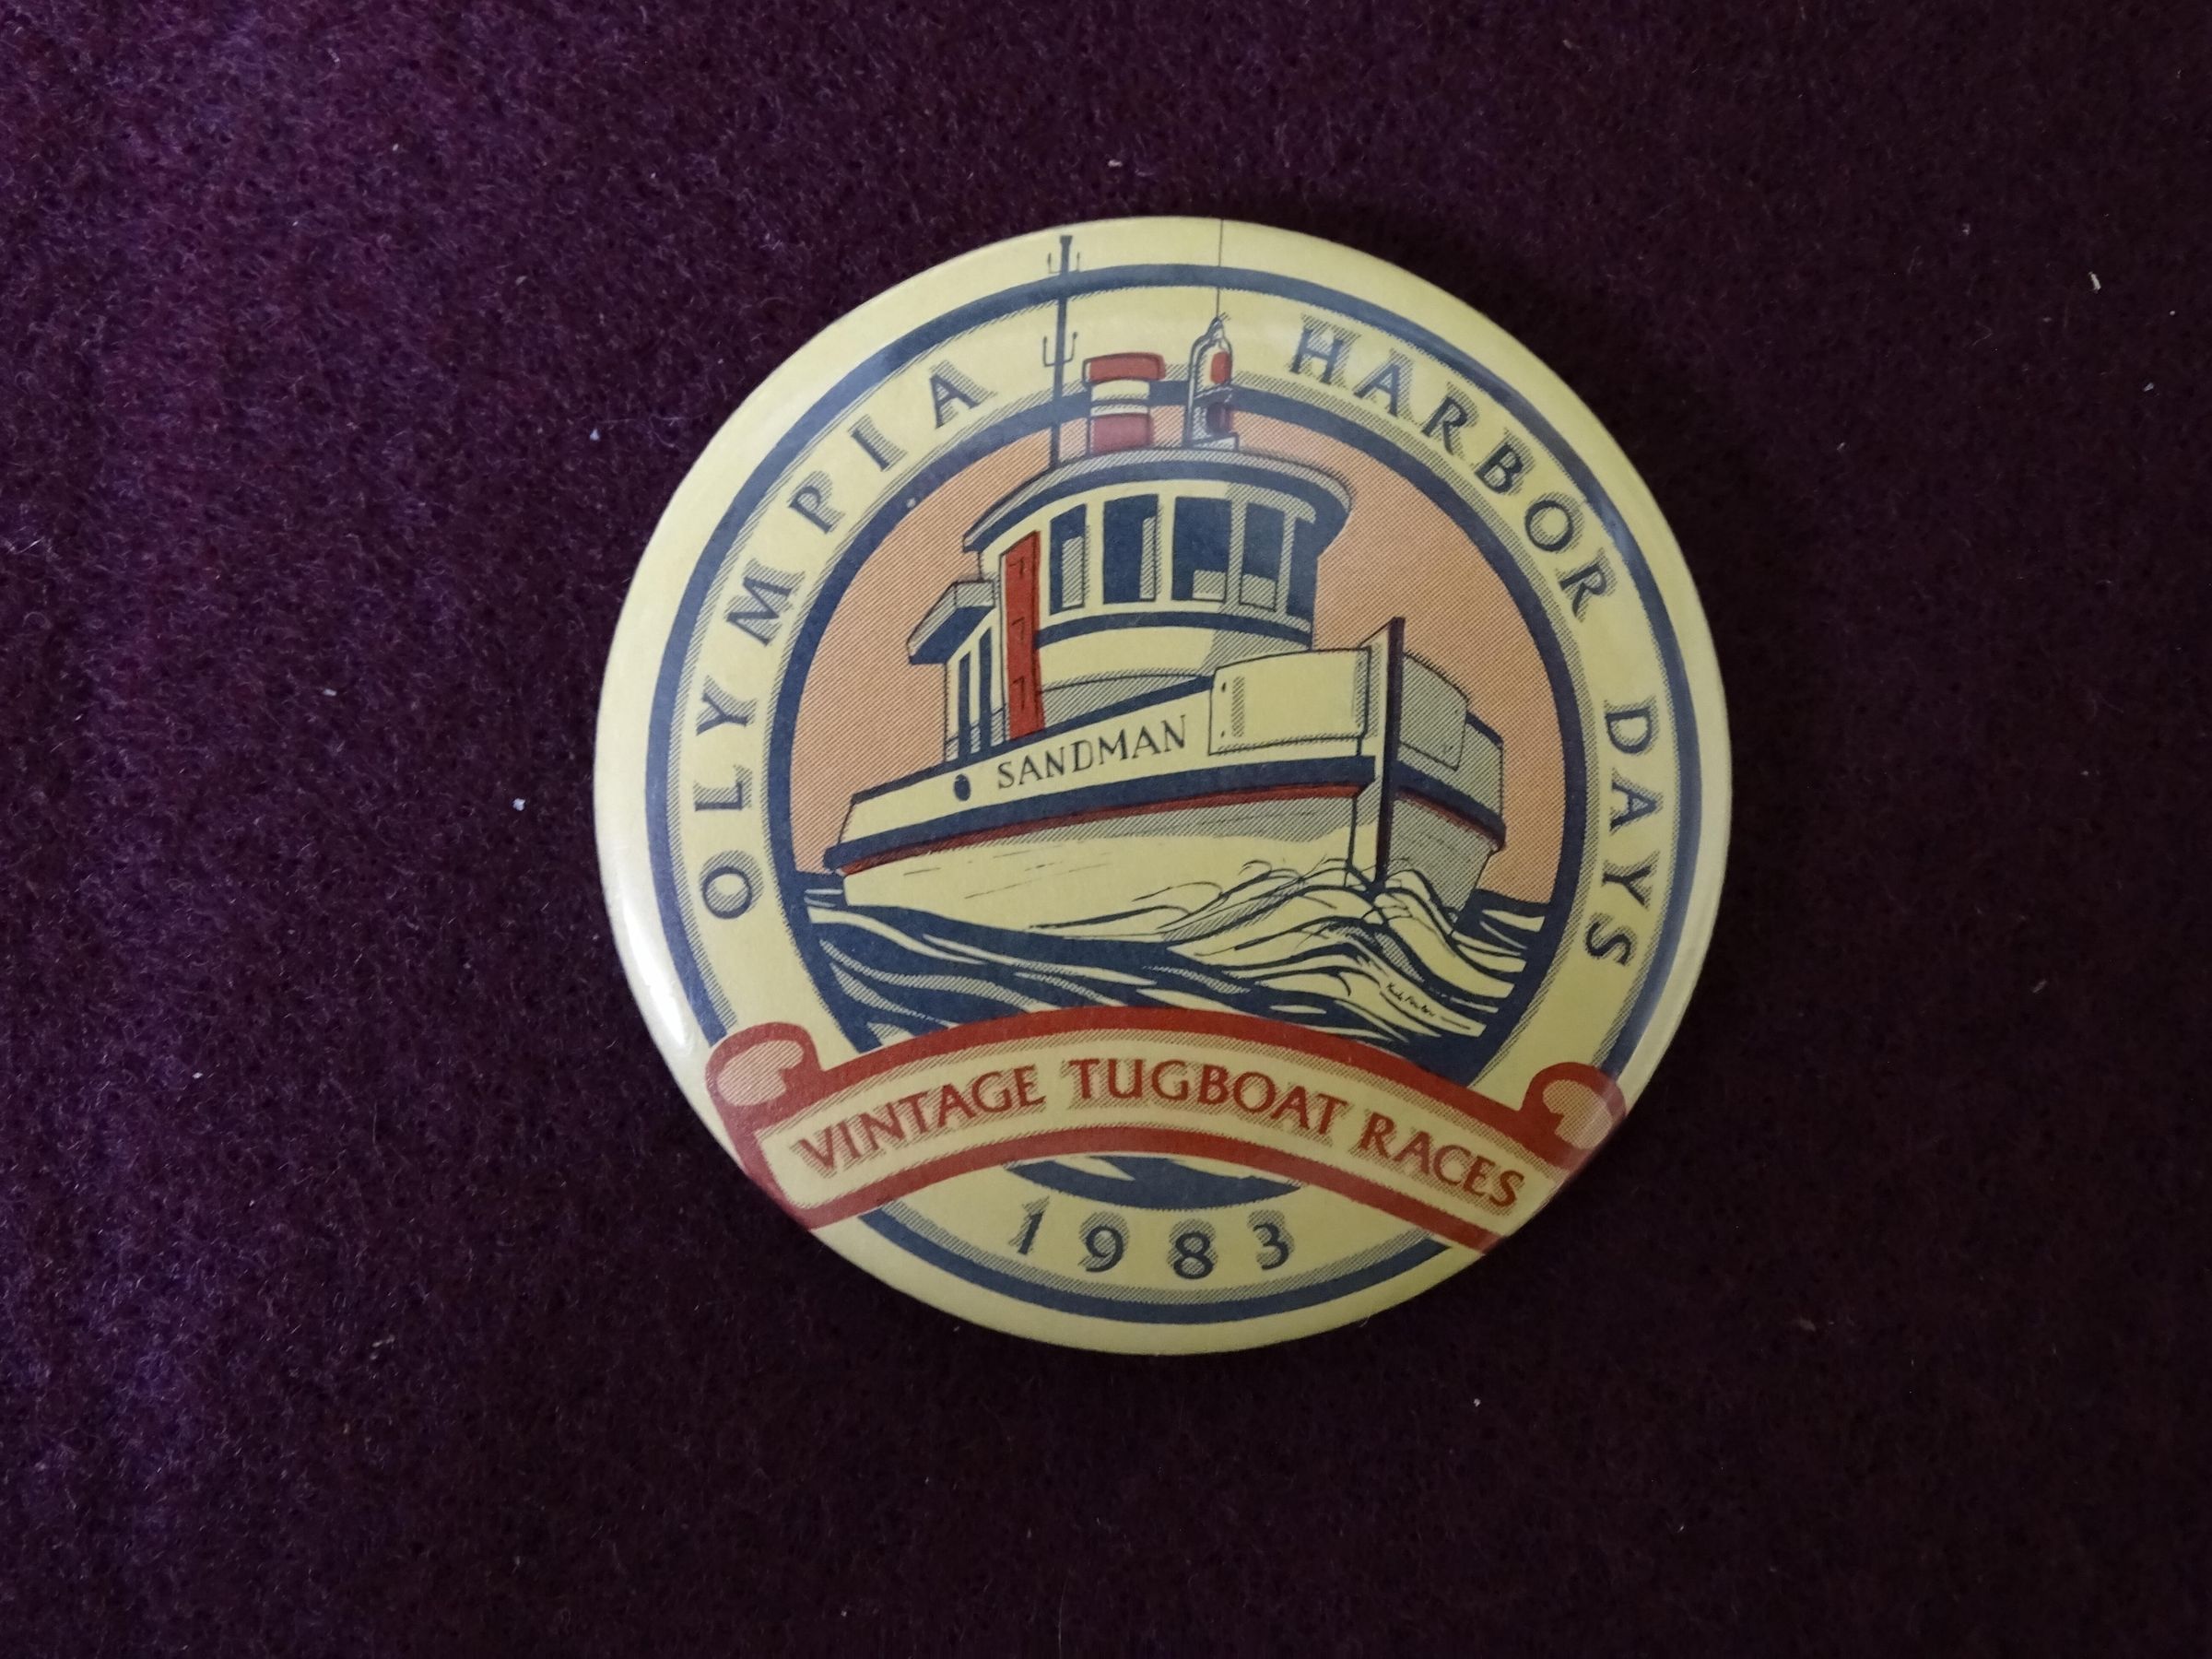 OLYMPIA HARBOR DAYS
SANDMAN
VINTAGE TUGBOAT RACES
1983